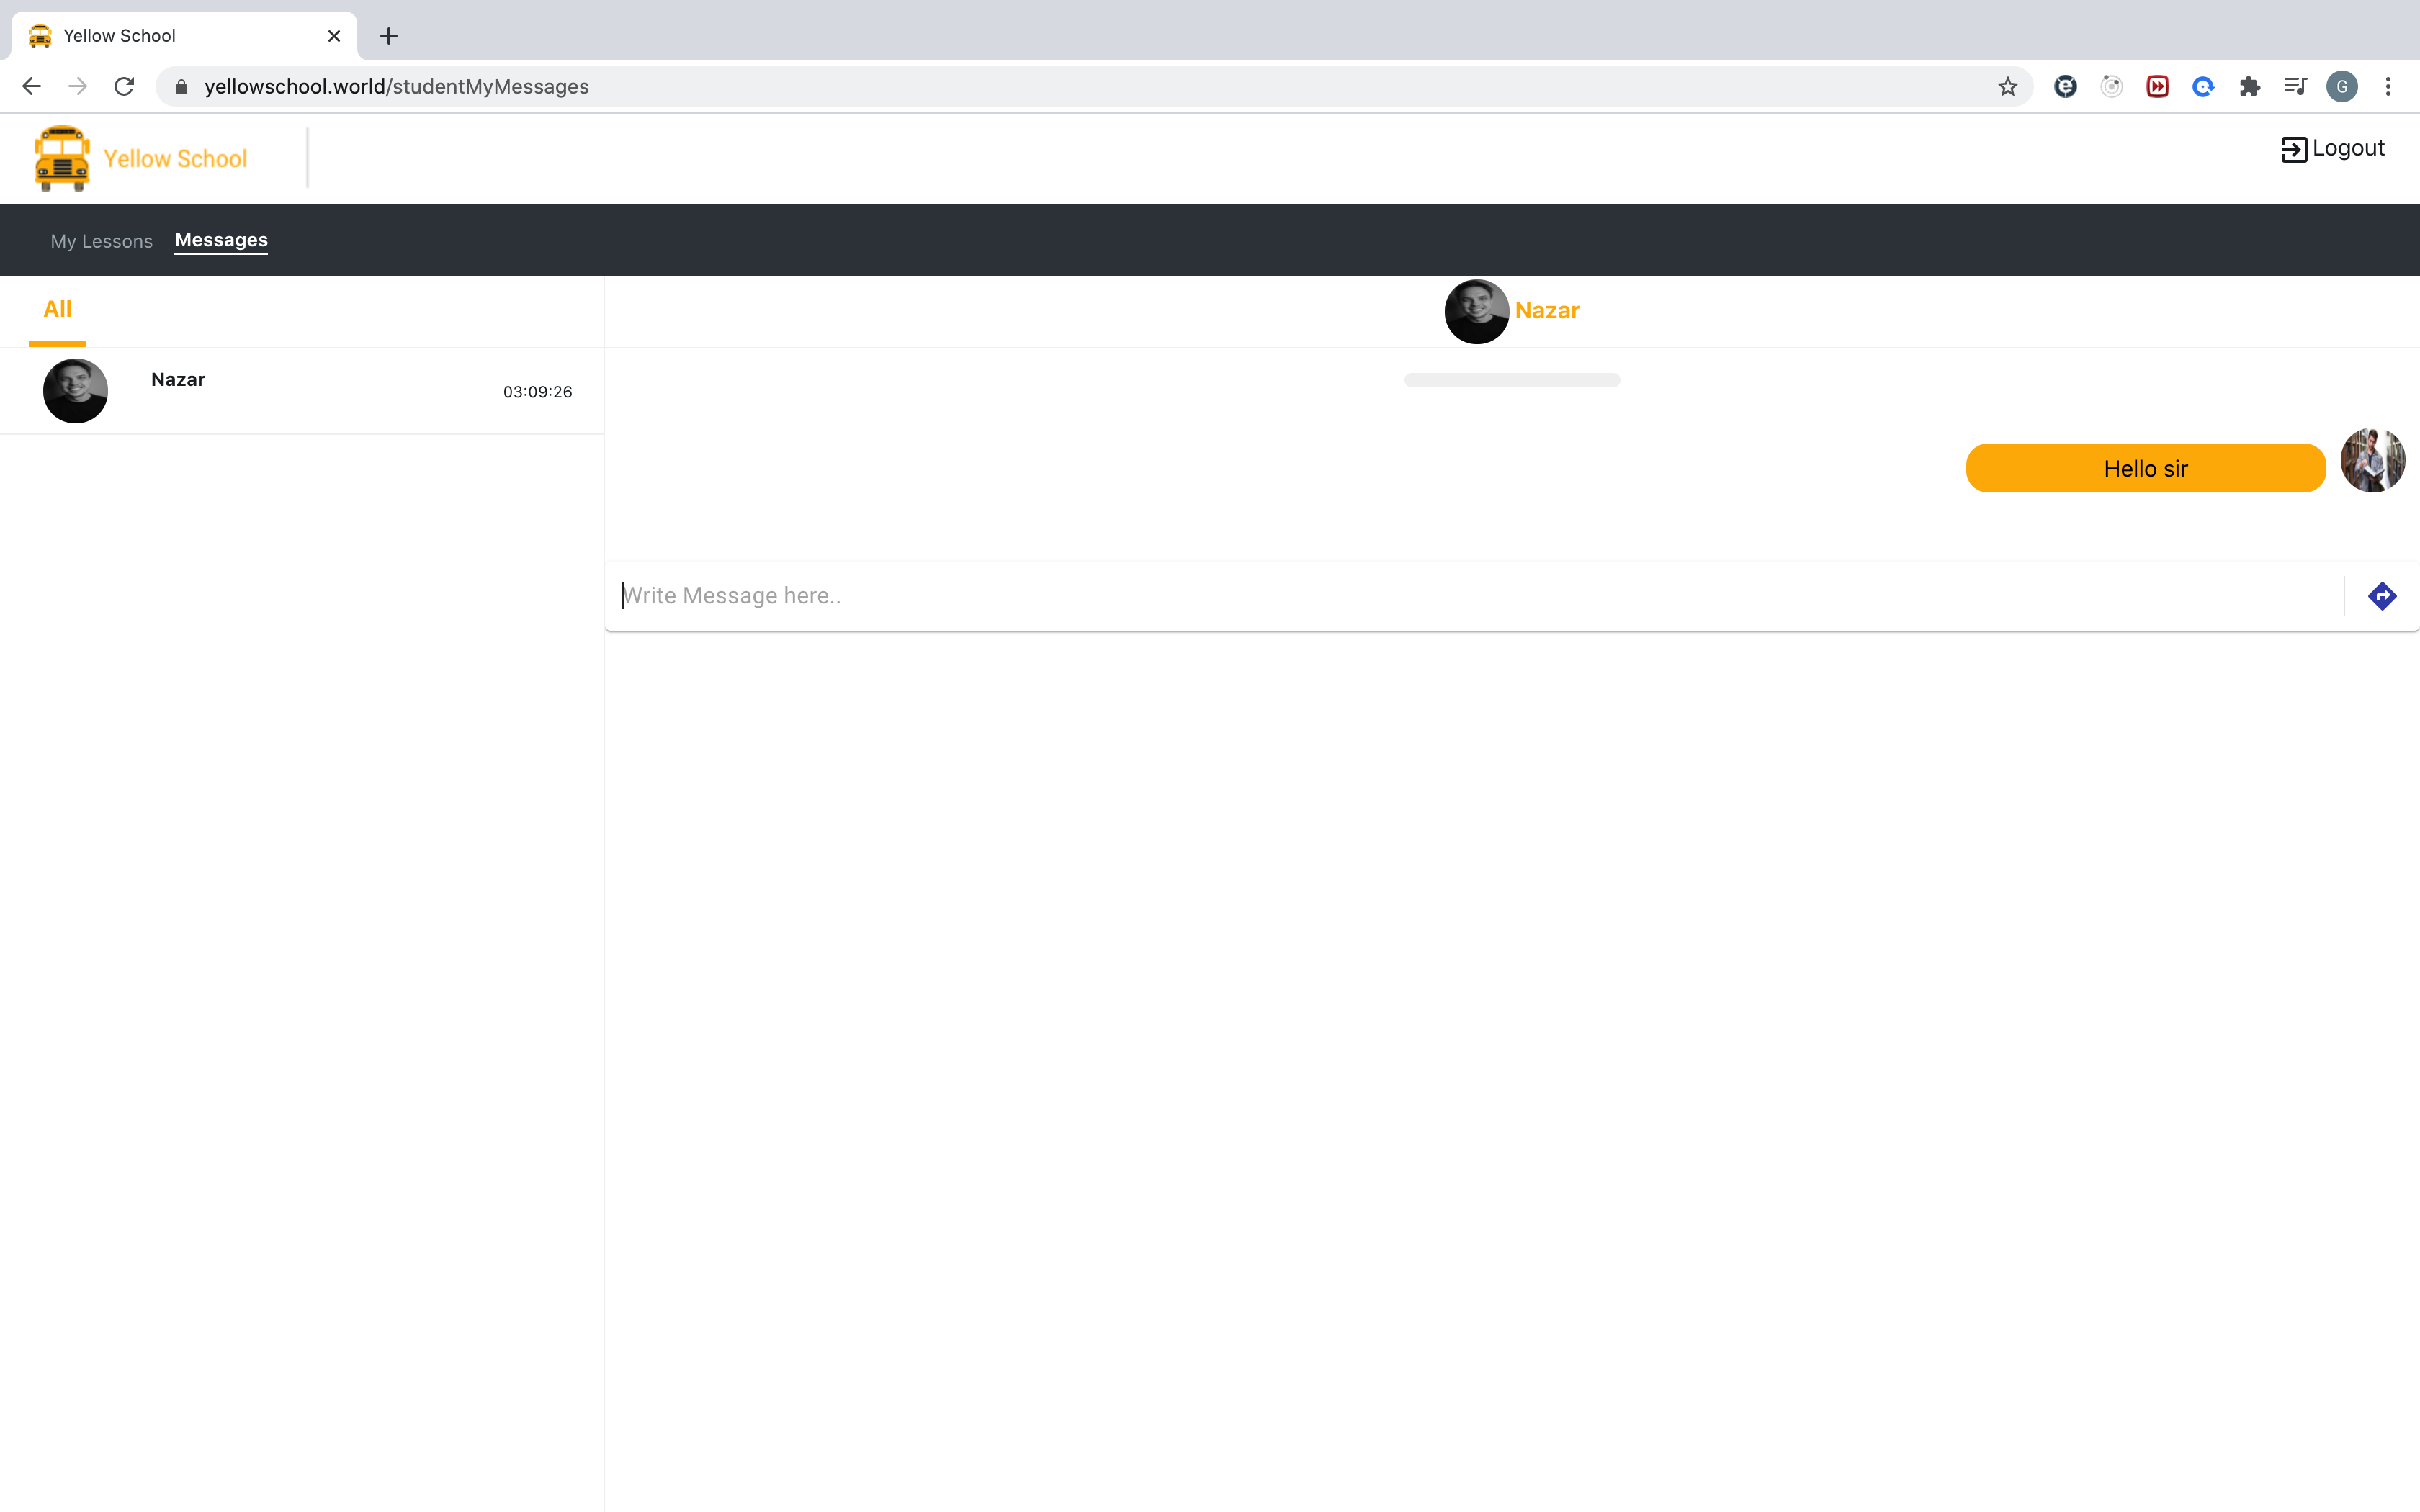 Yellow School
yellowschool.world/studentMyMessages
G
Yellow School
Logout
My Lessons
Messages
All
Nazar
Nazar
03:09:26
Hello sir
Write Message here..